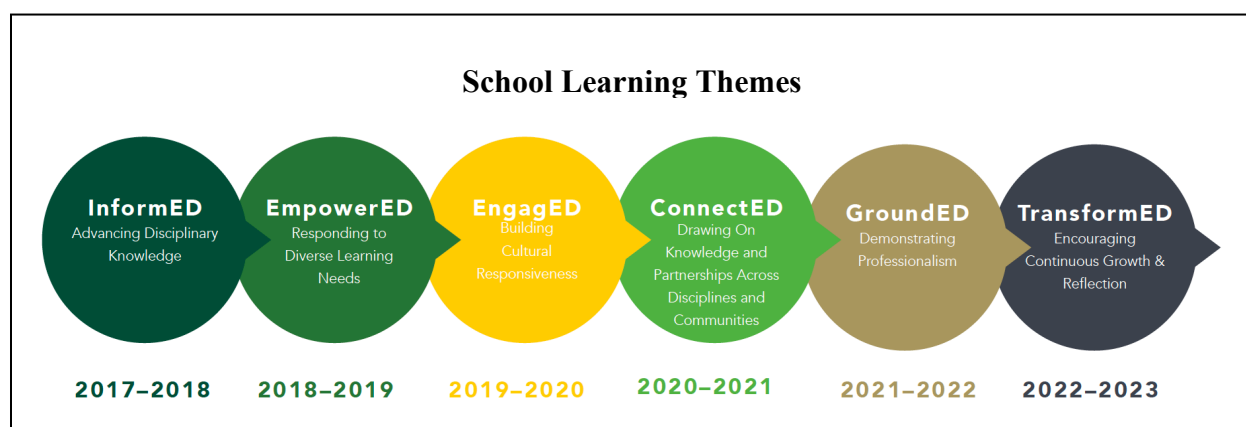 School Learning Themes
InformED
Advancing Disciplinary
Knowledge
EmpowerED
Responding to
Diverse Learning
Needs
EngagED
Building
Cultural
Responsiveness
ConnectED
Drawing On
Knowledge and
Partnerships Across
Disciplines and
Communities
GroundED
Demonstrating
Professionalism
TransformED
Encouraging
Continuous Growth &
Reflection
2017–2018
2018–2019
2019–2020
2020–2021
2021–2022
2022–2023